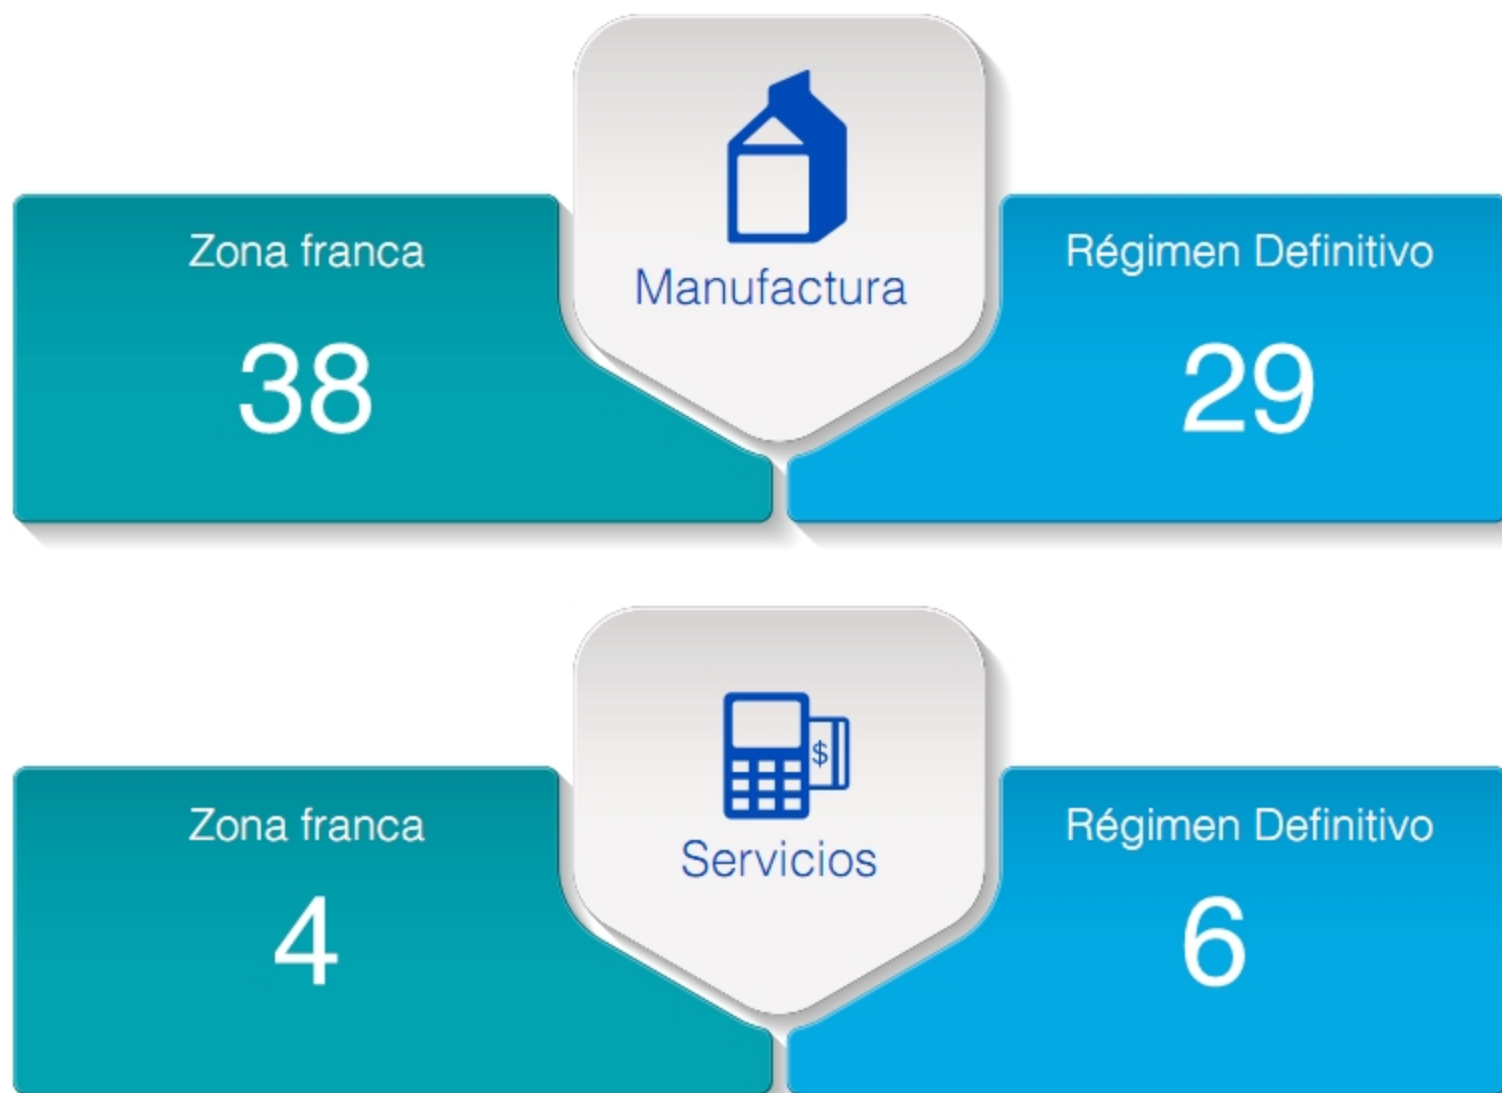 Manufactura
Zona franca
38
Régimen Definitivo
29
$
Servicios
Zona franca
4
Régimen Definitivo
6